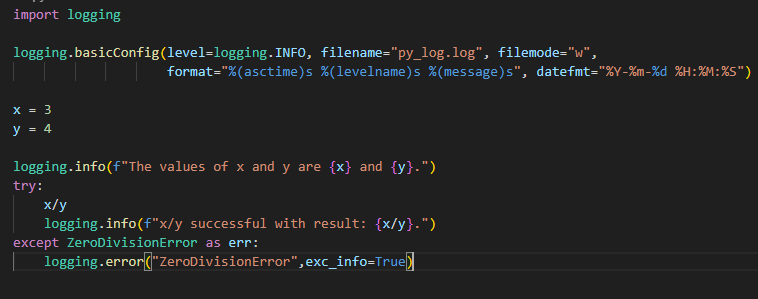 import logging
logging.basicConfig(level=logging.INFO, filename="py_log.log", filemode="w",
format="%(asctime)s %(levelname)s %(message)s", datefmt="%Y-%m-%d %H:%M:%S")
x = 3
y = 4
logging.info(f"The values of x and y are {x} and {y}.")
try:
    x/y
    logging.info(f"x/y successful with result: {x/y}.")
except ZeroDivisionError as err:
    logging.error("ZeroDivisionError",exc_info=True)